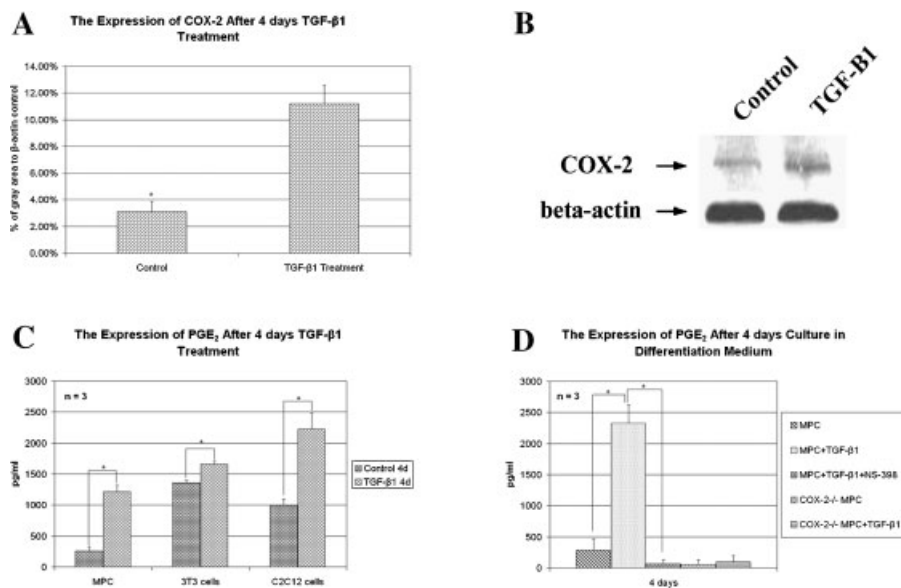 A
The Expression of COX-2 After 4 days TGF-β1
Treatment
% of gray area to β-actin control
14.00%
12.00%
10.00%
8.00%
6.00%
4.00%
2.00%
0.00%
*
Control
TGF-β1 Treatment
B
Control
TGF-B1
COX-2
beta-actin
C
The Expression of PGE₂ After 4 days TGF-β1
Treatment
pg/ml
3000
2500
2000
1500
1000
500
0
n = 3
*
*
*
MPC
3T3 cells
C2C12 cells
Control 4d
TGF-β1 4d
D
The Expression of PGE₂ After 4 days Culture in
Differentiation Medium
pg/ml
3000
2500
2000
1500
1000
500
0
n = 3
*
*
4 days
MPC
MPC+TGF-β1
MPC+TGF-β1+NS-398
COX-2-/- MPC
COX-2-/- MPC+TGF-β1